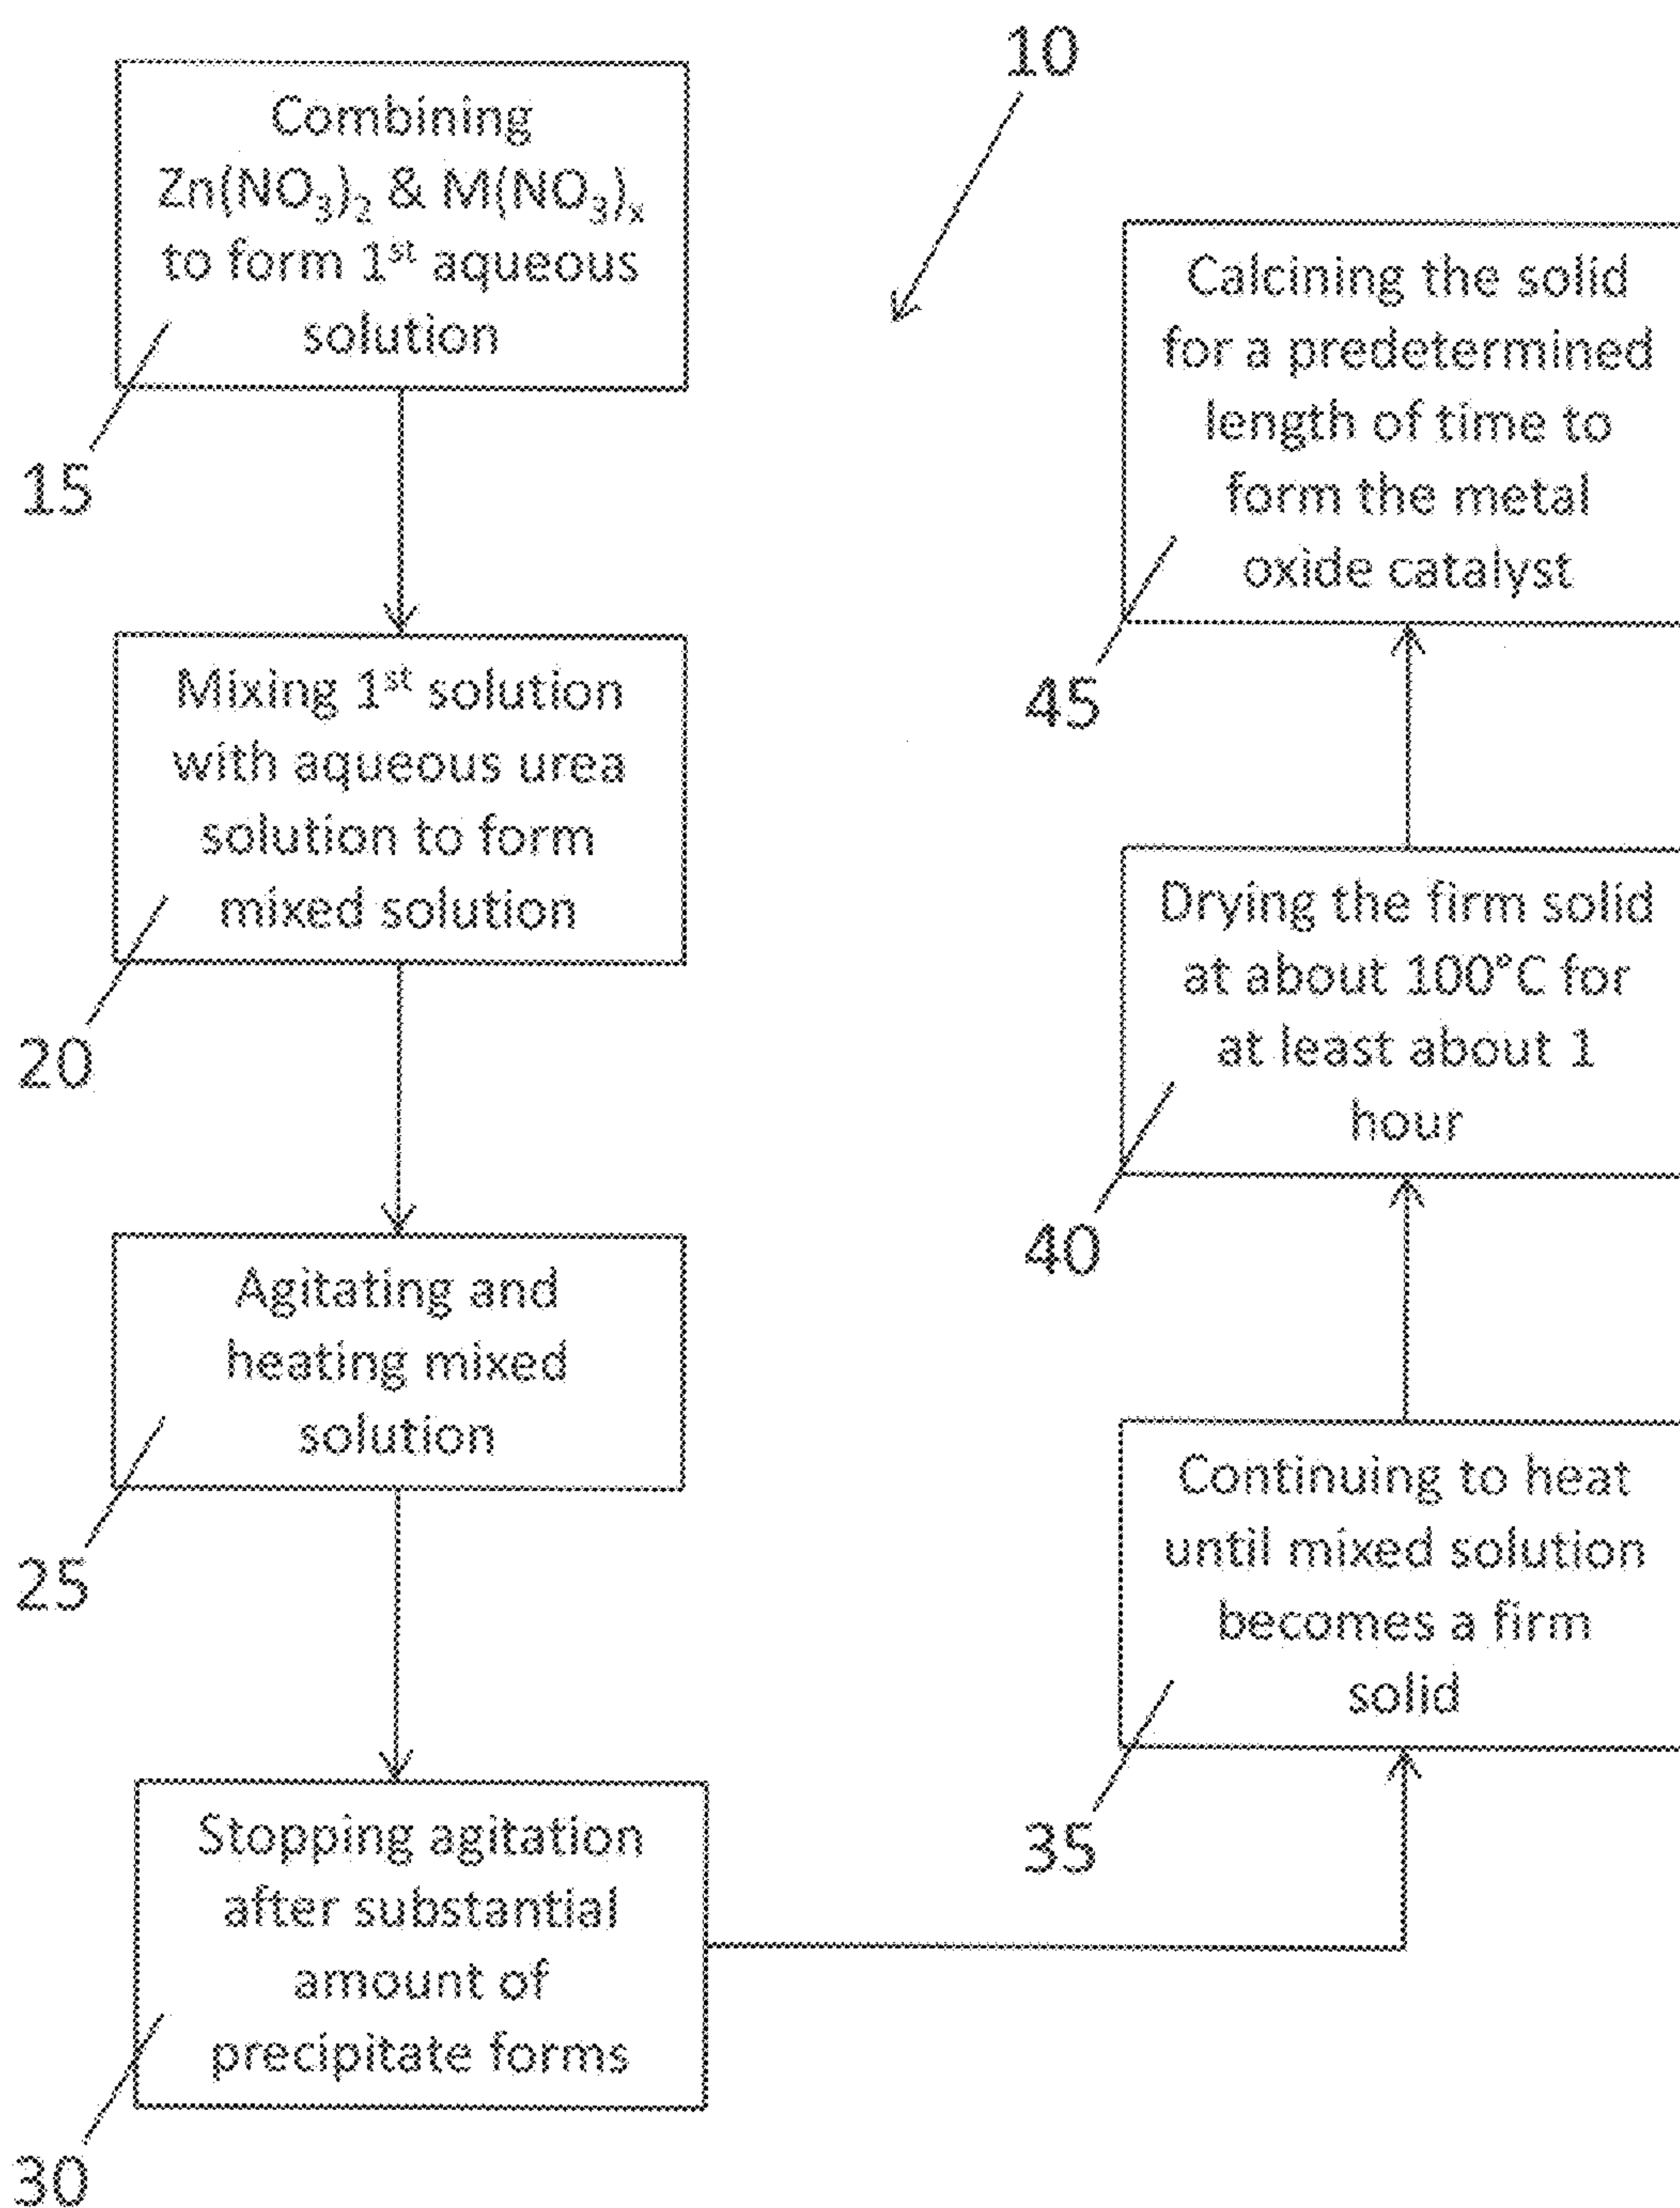 10
Combining
Zn(NO₃)₂ & M(NO₃)ₓ
to form 1ˢᵗ aqueous
solution
15
Mixing 1ˢᵗ solution
with aqueous urea
solution to form
mixed solution
20
Agitating and
heating mixed
solution
25
Stopping agitation
after substantial
amount of
precipitate forms
30
Continuing to heat
until mixed solution
becomes a firm
solid
35
Drying the firm solid
at about 100°C for
at least about 1
hour
40
Calcining the solid
for a predetermined
length of time to
form the metal
oxide catalyst
45